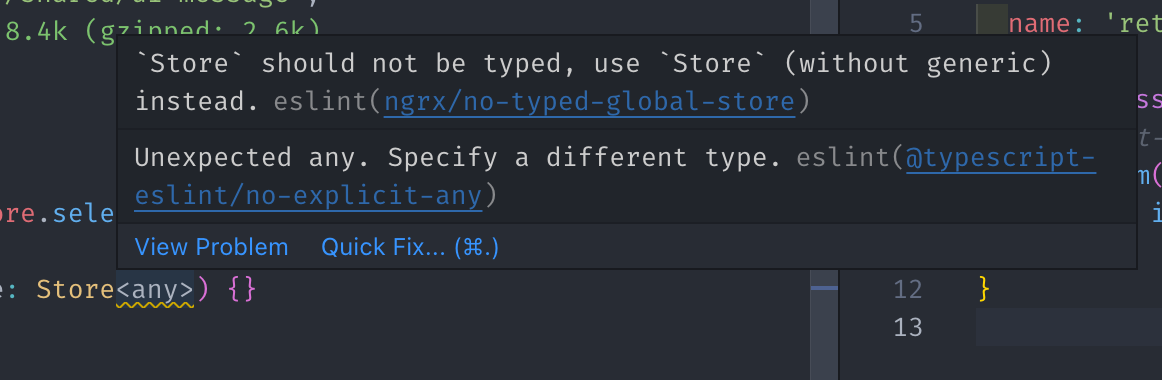 8.4k (gzipped: 2.6k)
5 name: 'ret
`Store` should not be typed, use `Store` (without generic)
instead. eslint(ngrx/no-typed-global-store)
Unexpected any. Specify a different type. eslint(@typescript-
eslint/no-explicit-any)
ore.sele
View Problem Quick Fix... (⌘.)
e: Store<any>) {}
12 }
13